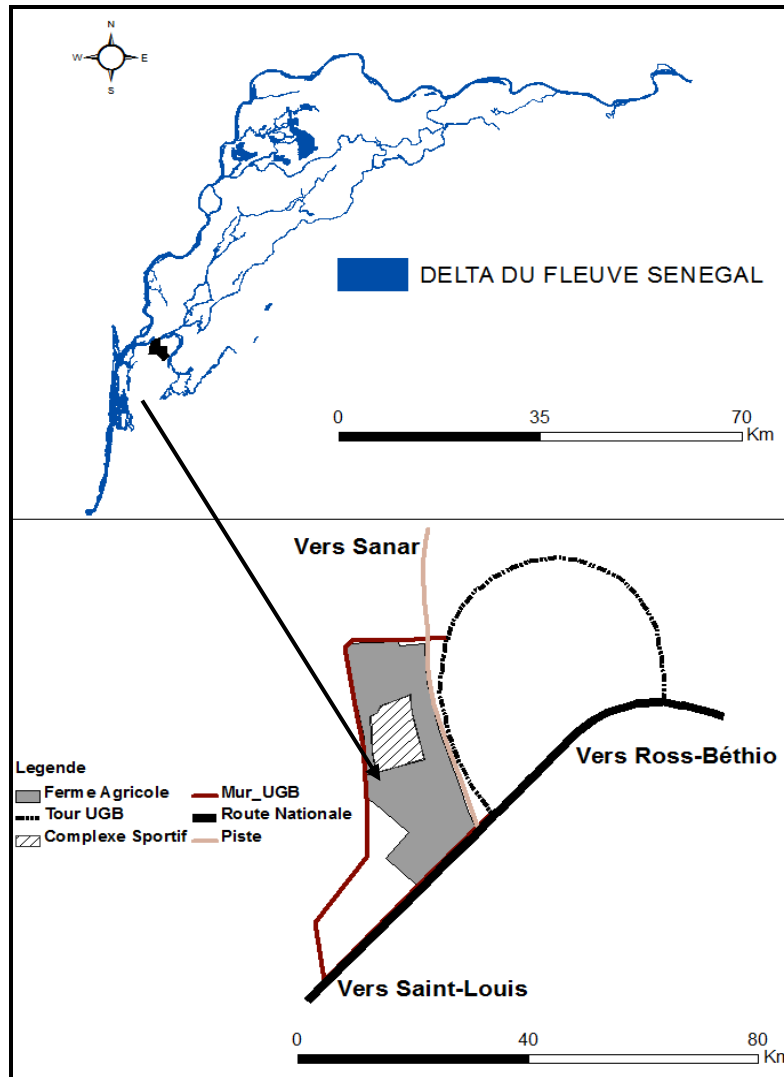 N
W E
S
DELTA DU FLEUVE SENEGAL
0 35 70
Km
Vers Sanar
Vers Ross-Béthio
Legende
Ferme Agricole Mur_UGB
Tour UGB Route Nationale
Complexe Sportif Piste
Vers Saint-Louis
0 40 80
Km